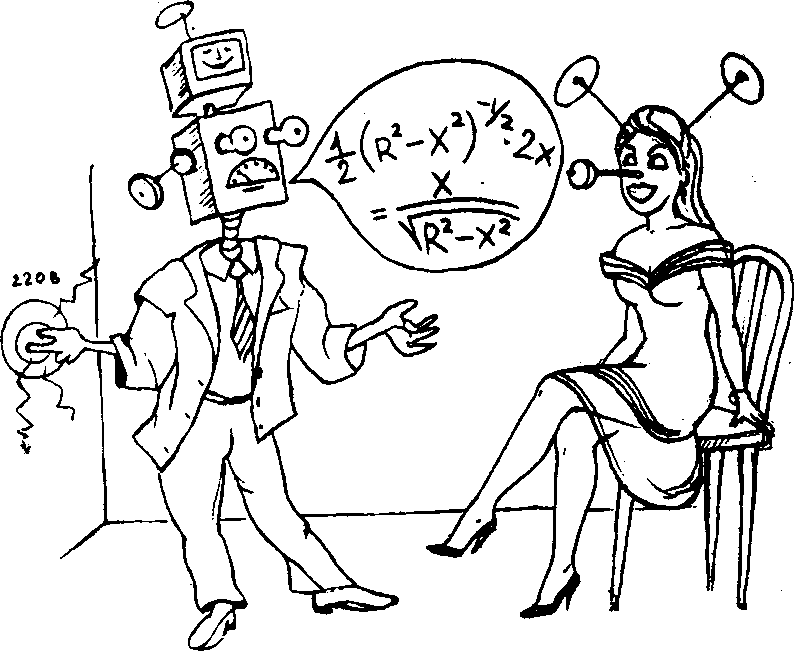 ½(R²-X²)^-½·2x
= x/√(R²-X²)
220В